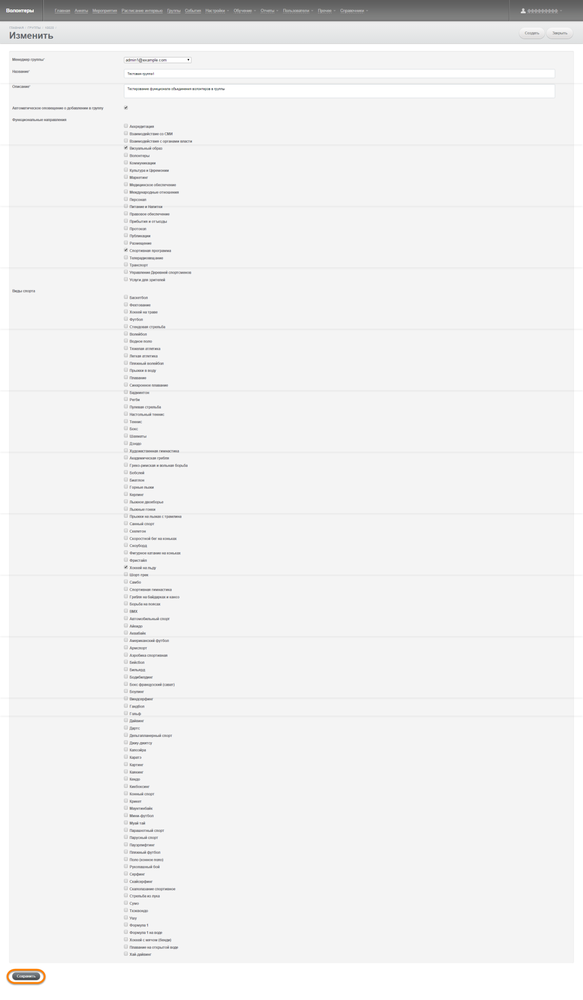 Волонтеры
Главная Анкеты Мероприятия Расписание интервью Группы События Настройки Обучение Отчеты Пользователи Прочее Справочники
ффффффффф
ГЛАВНАЯ / ГРУППЫ / 10020 /
Изменить
Создать Закрыть
Менеджер группы* admin1@example.com
Название* Тестовая группа1
Описание* Тестирование функционала объединения волонтеров в группы
Автоматическое оповещение о добавлении в группу
Функциональные направления
Аккредитация
Взаимодействие со СМИ
Взаимодействия с органами власти
Визуальный образ
Волонтеры
Коммуникации
Культура и Церемонии
Маркетинг
Медицинское обеспечение
Международные отношения
Персонал
Питание и Напитки
Правовое обеспечение
Прибытия и отъезды
Протокол
Публикации
Размещение
Спортивная программа
Телерадиовещание
Транспорт
Управление Деревней спортсменов
Услуги для зрителей
Виды спорта
Баскетбол
Фехтование
Хоккей на траве
Футбол
Стендовая стрельба
Волейбол
Водное поло
Тяжелая атлетика
Легкая атлетика
Пляжный волейбол
Прыжки в воду
Плавание
Синхронное плавание
Бадминтон
Регби
Пулевая стрельба
Настольный теннис
Теннис
Бокс
Шахматы
Дзюдо
Художественная гимнастика
Академическая гребля
Греко-римская и вольная борьба
Бобслей
Биатлон
Горные лыжи
Керлинг
Лыжное двоеборье
Лыжные гонки
Прыжки на лыжах с трамплина
Санный спорт
Скелетон
Скоростной бег на коньках
Сноуборд
Фигурное катание на коньках
Фристайл
Хоккей на льду
Шорт-трек
Самбо
Спортивная гимнастика
Гребля на байдарках и каноэ
Борьба на поясах
BMX
Автомобильный спорт
Айкидо
Аквабайк
Американский футбол
Армспорт
Аэробика спортивная
Бейсбол
Бильярд
Бодибилдинг
Бокс французский (сават)
Боулинг
Виндсерфинг
Гандбол
Гольф
Дайвинг
Дартс
Дельтапланерный спорт
Джиу-джитсу
Капоэйра
Каратэ
Картинг
Каякинг
Кендо
Кикбоксинг
Конный спорт
Крикет
Маунтинбайк
Мини-футбол
Муай тай
Парашютный спорт
Парусный спорт
Пауэрлифтинг
Пляжный футбол
Поло (конное поло)
Рукопашный бой
Серфинг
Скайсерфинг
Скалолазание спортивное
Стрельба из лука
Сумо
Тхэквондо
Ушу
Формула 1
Формула 1 на воде
Хоккей с мячом (бенди)
Плавание на открытой воде
Хай-дайвинг
Сохранить